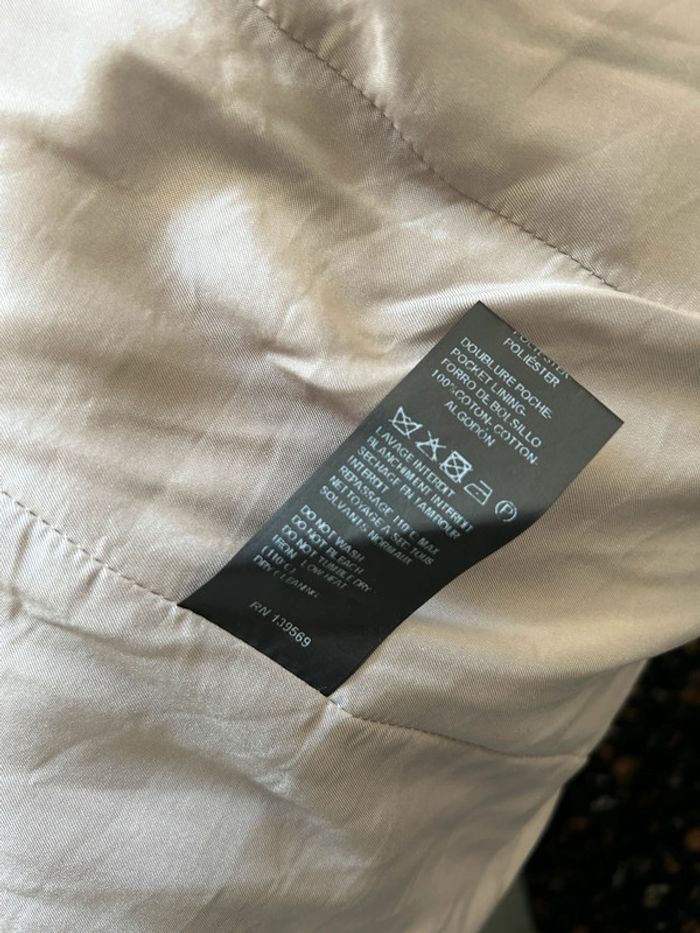 POLIÉSTER
DOUBLURE POCHE-
POCKET LINING-
FORRO DE BOLSILLO
100%COTON-COTTON-
ALGODÓN
P
LAVAGE INTERDIT
BLANCHIMENT INTERDIT
SECHAGE EN TAMBOUR
INTERDIT
REPASSAGE 110°C MAX
NETTOYAGE A SEC TOUS
SOLVANTS NORMAUX
DO NOT WASH
DO NOT BLEACH
DO NOT TUMBLE DRY
IRON: LOW HEAT
(110°C)
DRY CLEANING
RN 139569